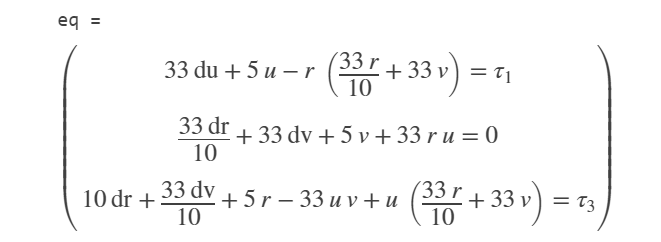 eq =
33 du + 5 u − r (33 r/10 + 33 v) = τ₁
33 dr/10 + 33 dv + 5 v + 33 r u = 0
10 dr + 33 dv/10 + 5 r − 33 u v + u (33 r/10 + 33 v) = τ₃